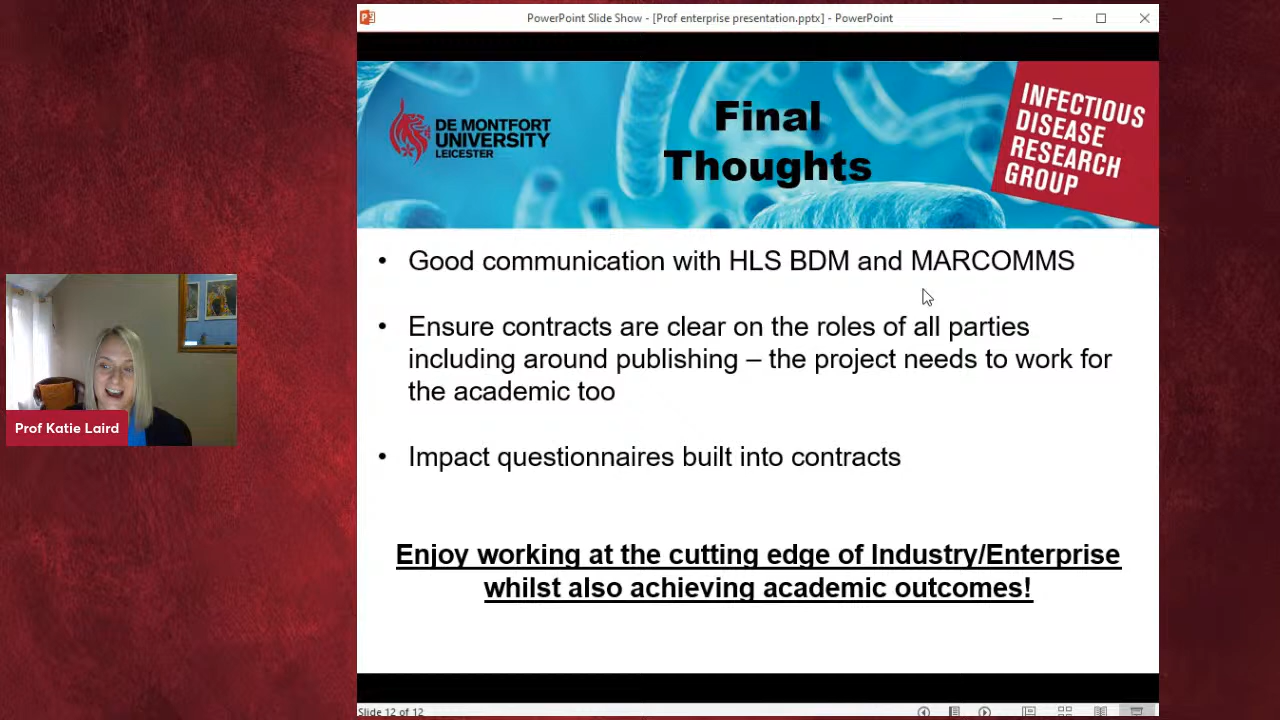 PowerPoint Slide Show - [Prof enterprise presentation.pptx] - PowerPoint
DE MONTFORT
UNIVERSITY
LEICESTER
Final
Thoughts
INFECTIOUS
DISEASE
RESEARCH
GROUP
• Good communication with HLS BDM and MARCOMMS
• Ensure contracts are clear on the roles of all parties
including around publishing – the project needs to work for
the academic too
• Impact questionnaires built into contracts
Enjoy working at the cutting edge of Industry/Enterprise
whilst also achieving academic outcomes!
Prof Katie Laird
Slide 12 of 12